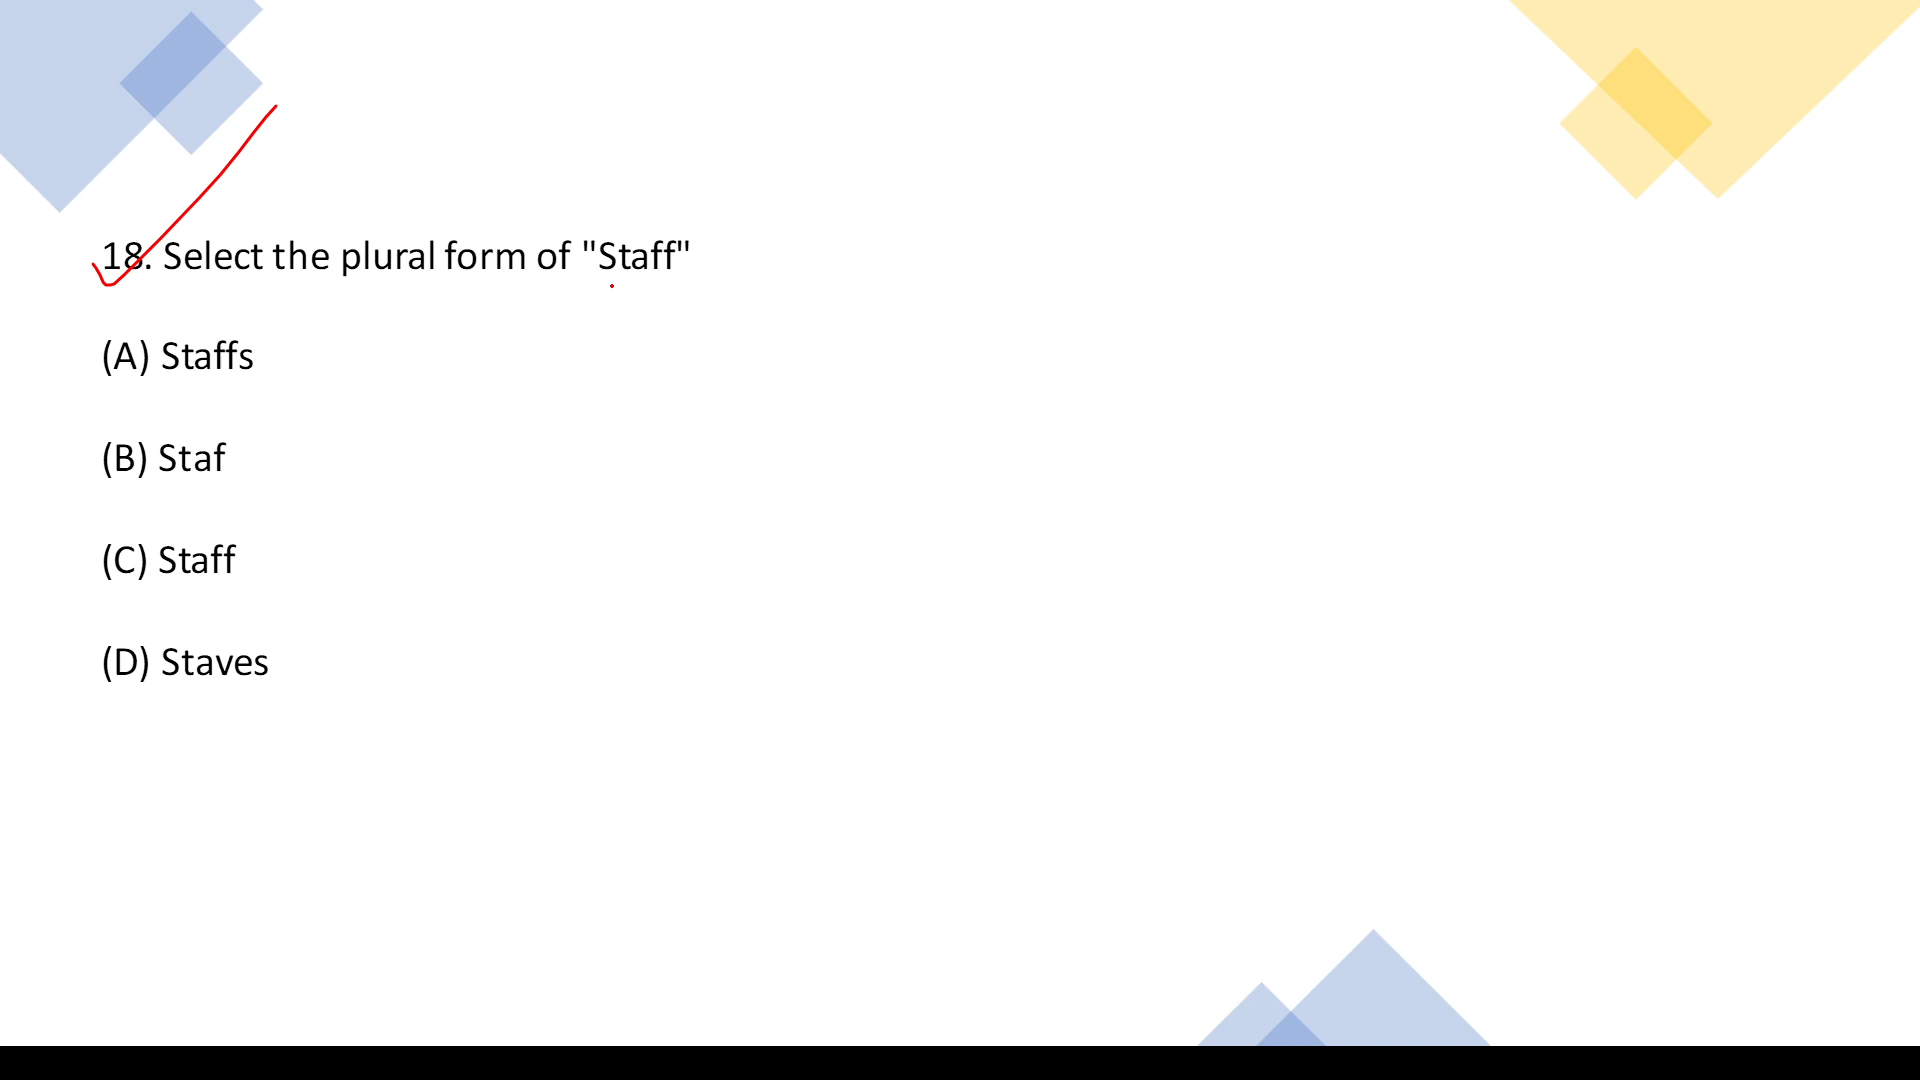 18. Select the plural form of "Staff"
(A) Staffs
(B) Staf
(C) Staff
(D) Staves